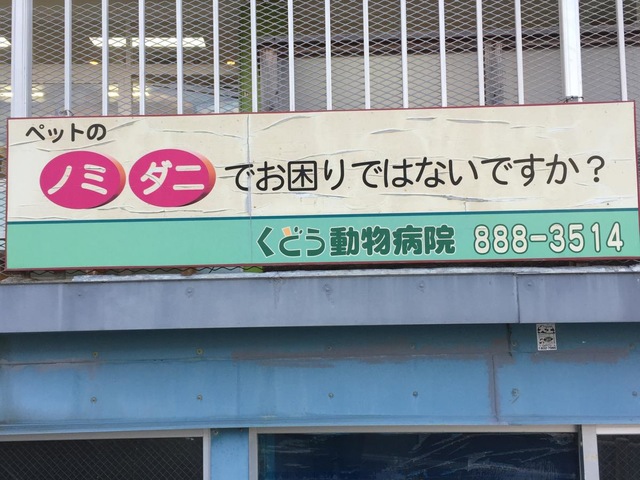 ペットの
ノミ ダニ でお困りではないですか?
くどう動物病院 888-3514